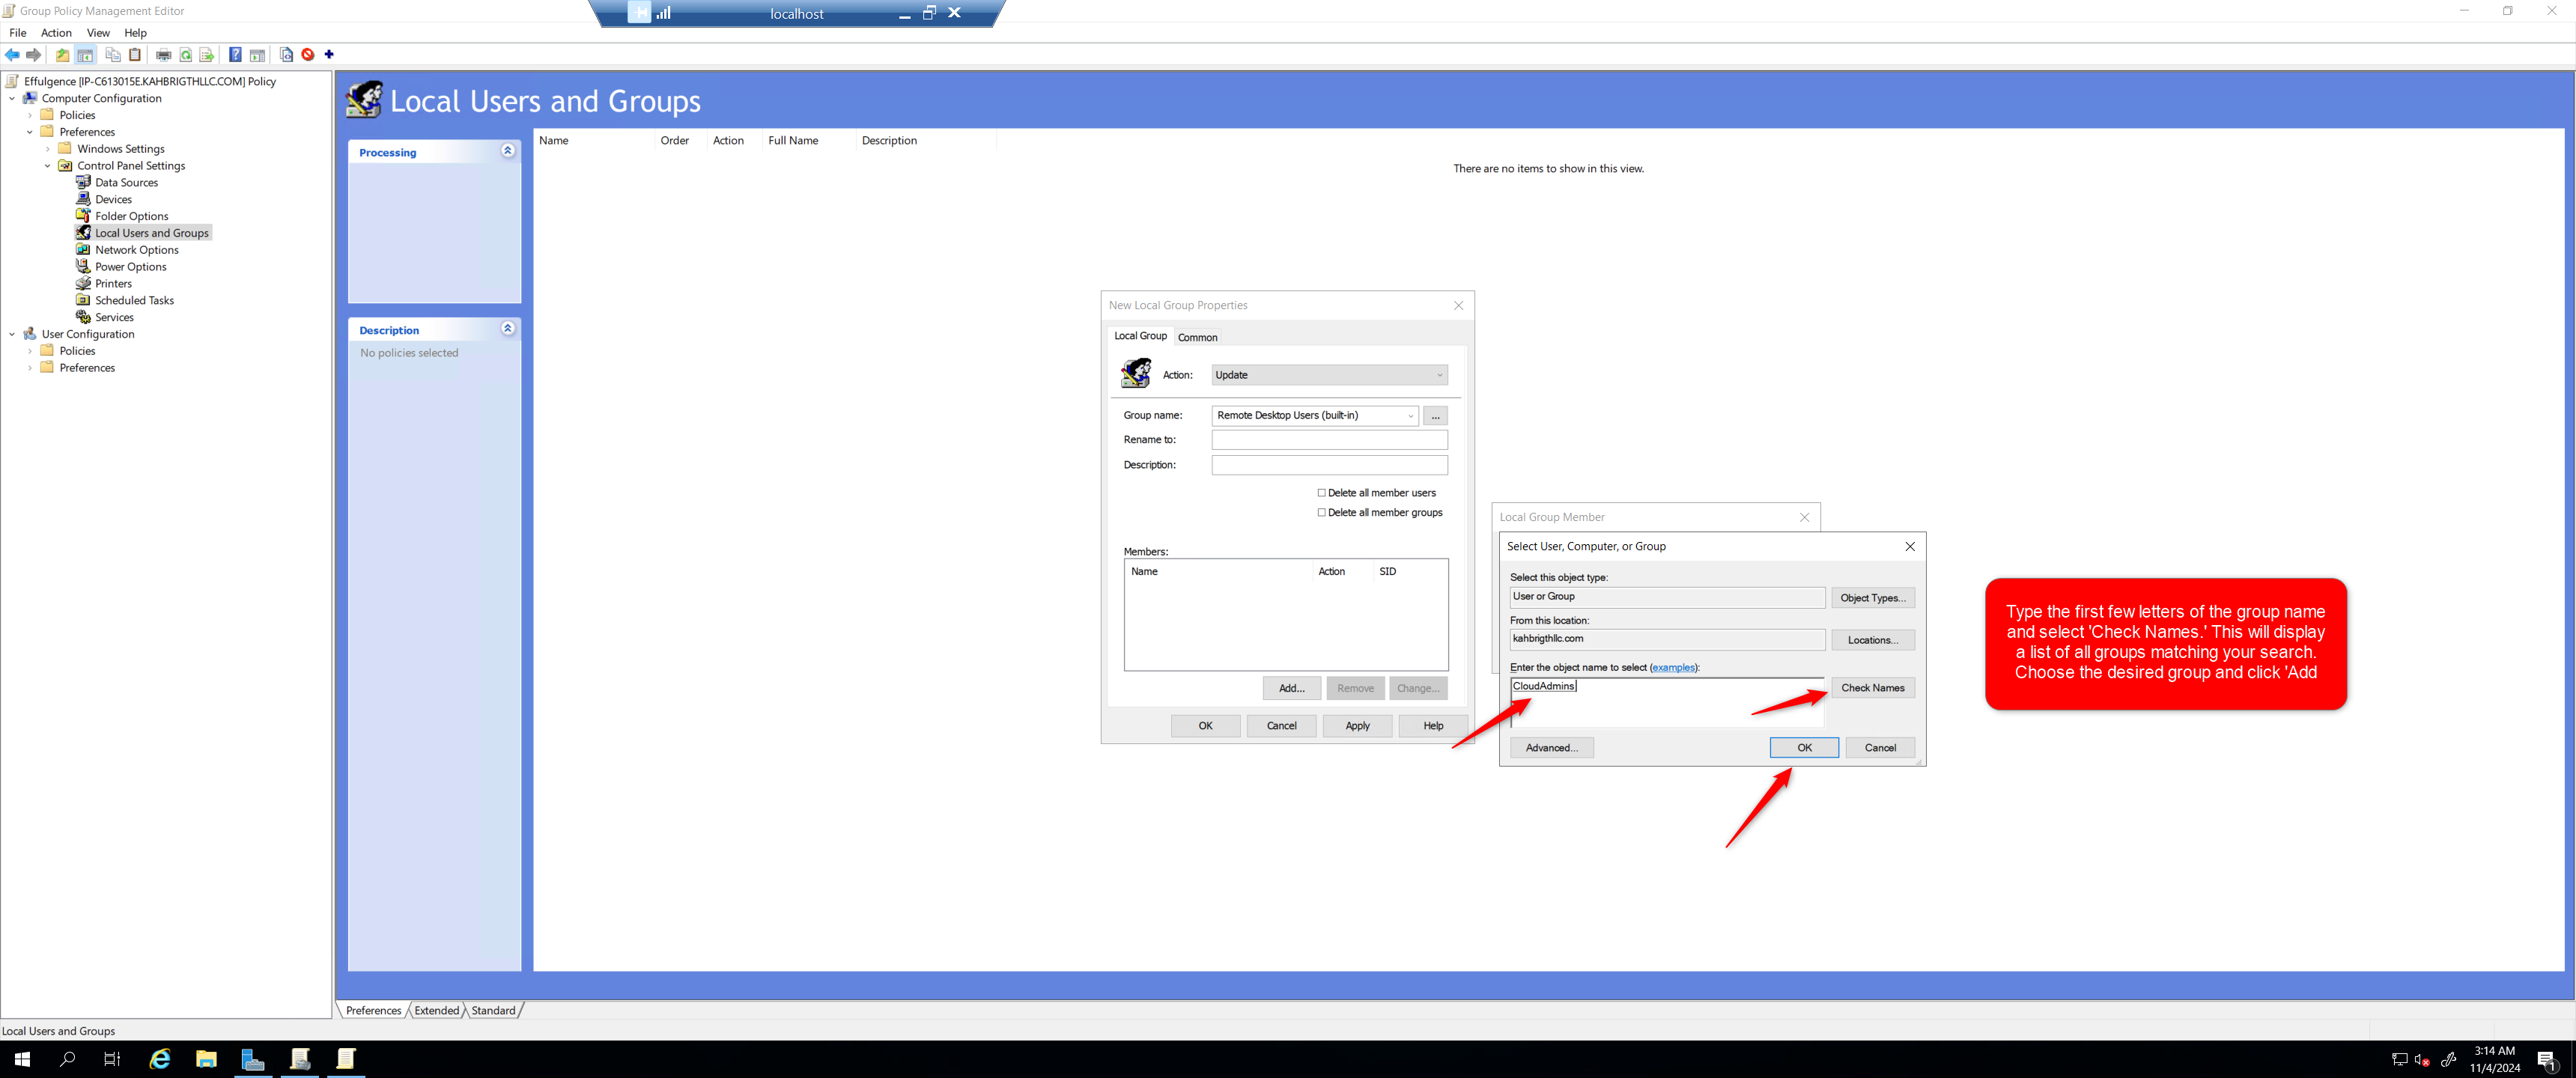 Group Policy Management Editor
localhost
File Action View Help
Effulgence [IP-C613015E.KAHBRIGTHLLC.COM] Policy
Computer Configuration
Policies
Preferences
Windows Settings
Control Panel Settings
Data Sources
Devices
Folder Options
Local Users and Groups
Network Options
Power Options
Printers
Scheduled Tasks
Services
User Configuration
Policies
Preferences
Local Users and Groups
Processing
Description
No policies selected
Name Order Action Full Name Description
There are no items to show in this view.
New Local Group Properties
Local Group Common
Action: Update
Group name: Remote Desktop Users (built-in) ...
Rename to:
Description:
Delete all member users
Delete all member groups
Members:
Name Action SID
Add... Remove Change...
OK Cancel Apply Help
Local Group Member
Select User, Computer, or Group
Select this object type:
User or Group Object Types...
From this location:
kahbrigthllc.com Locations...
Enter the object name to select (examples):
CloudAdmins Check Names
Advanced... OK Cancel
Type the first few letters of the group name
and select 'Check Names.' This will display
a list of all groups matching your search.
Choose the desired group and click 'Add
Preferences Extended Standard
Local Users and Groups
3:14 AM
11/4/2024
1